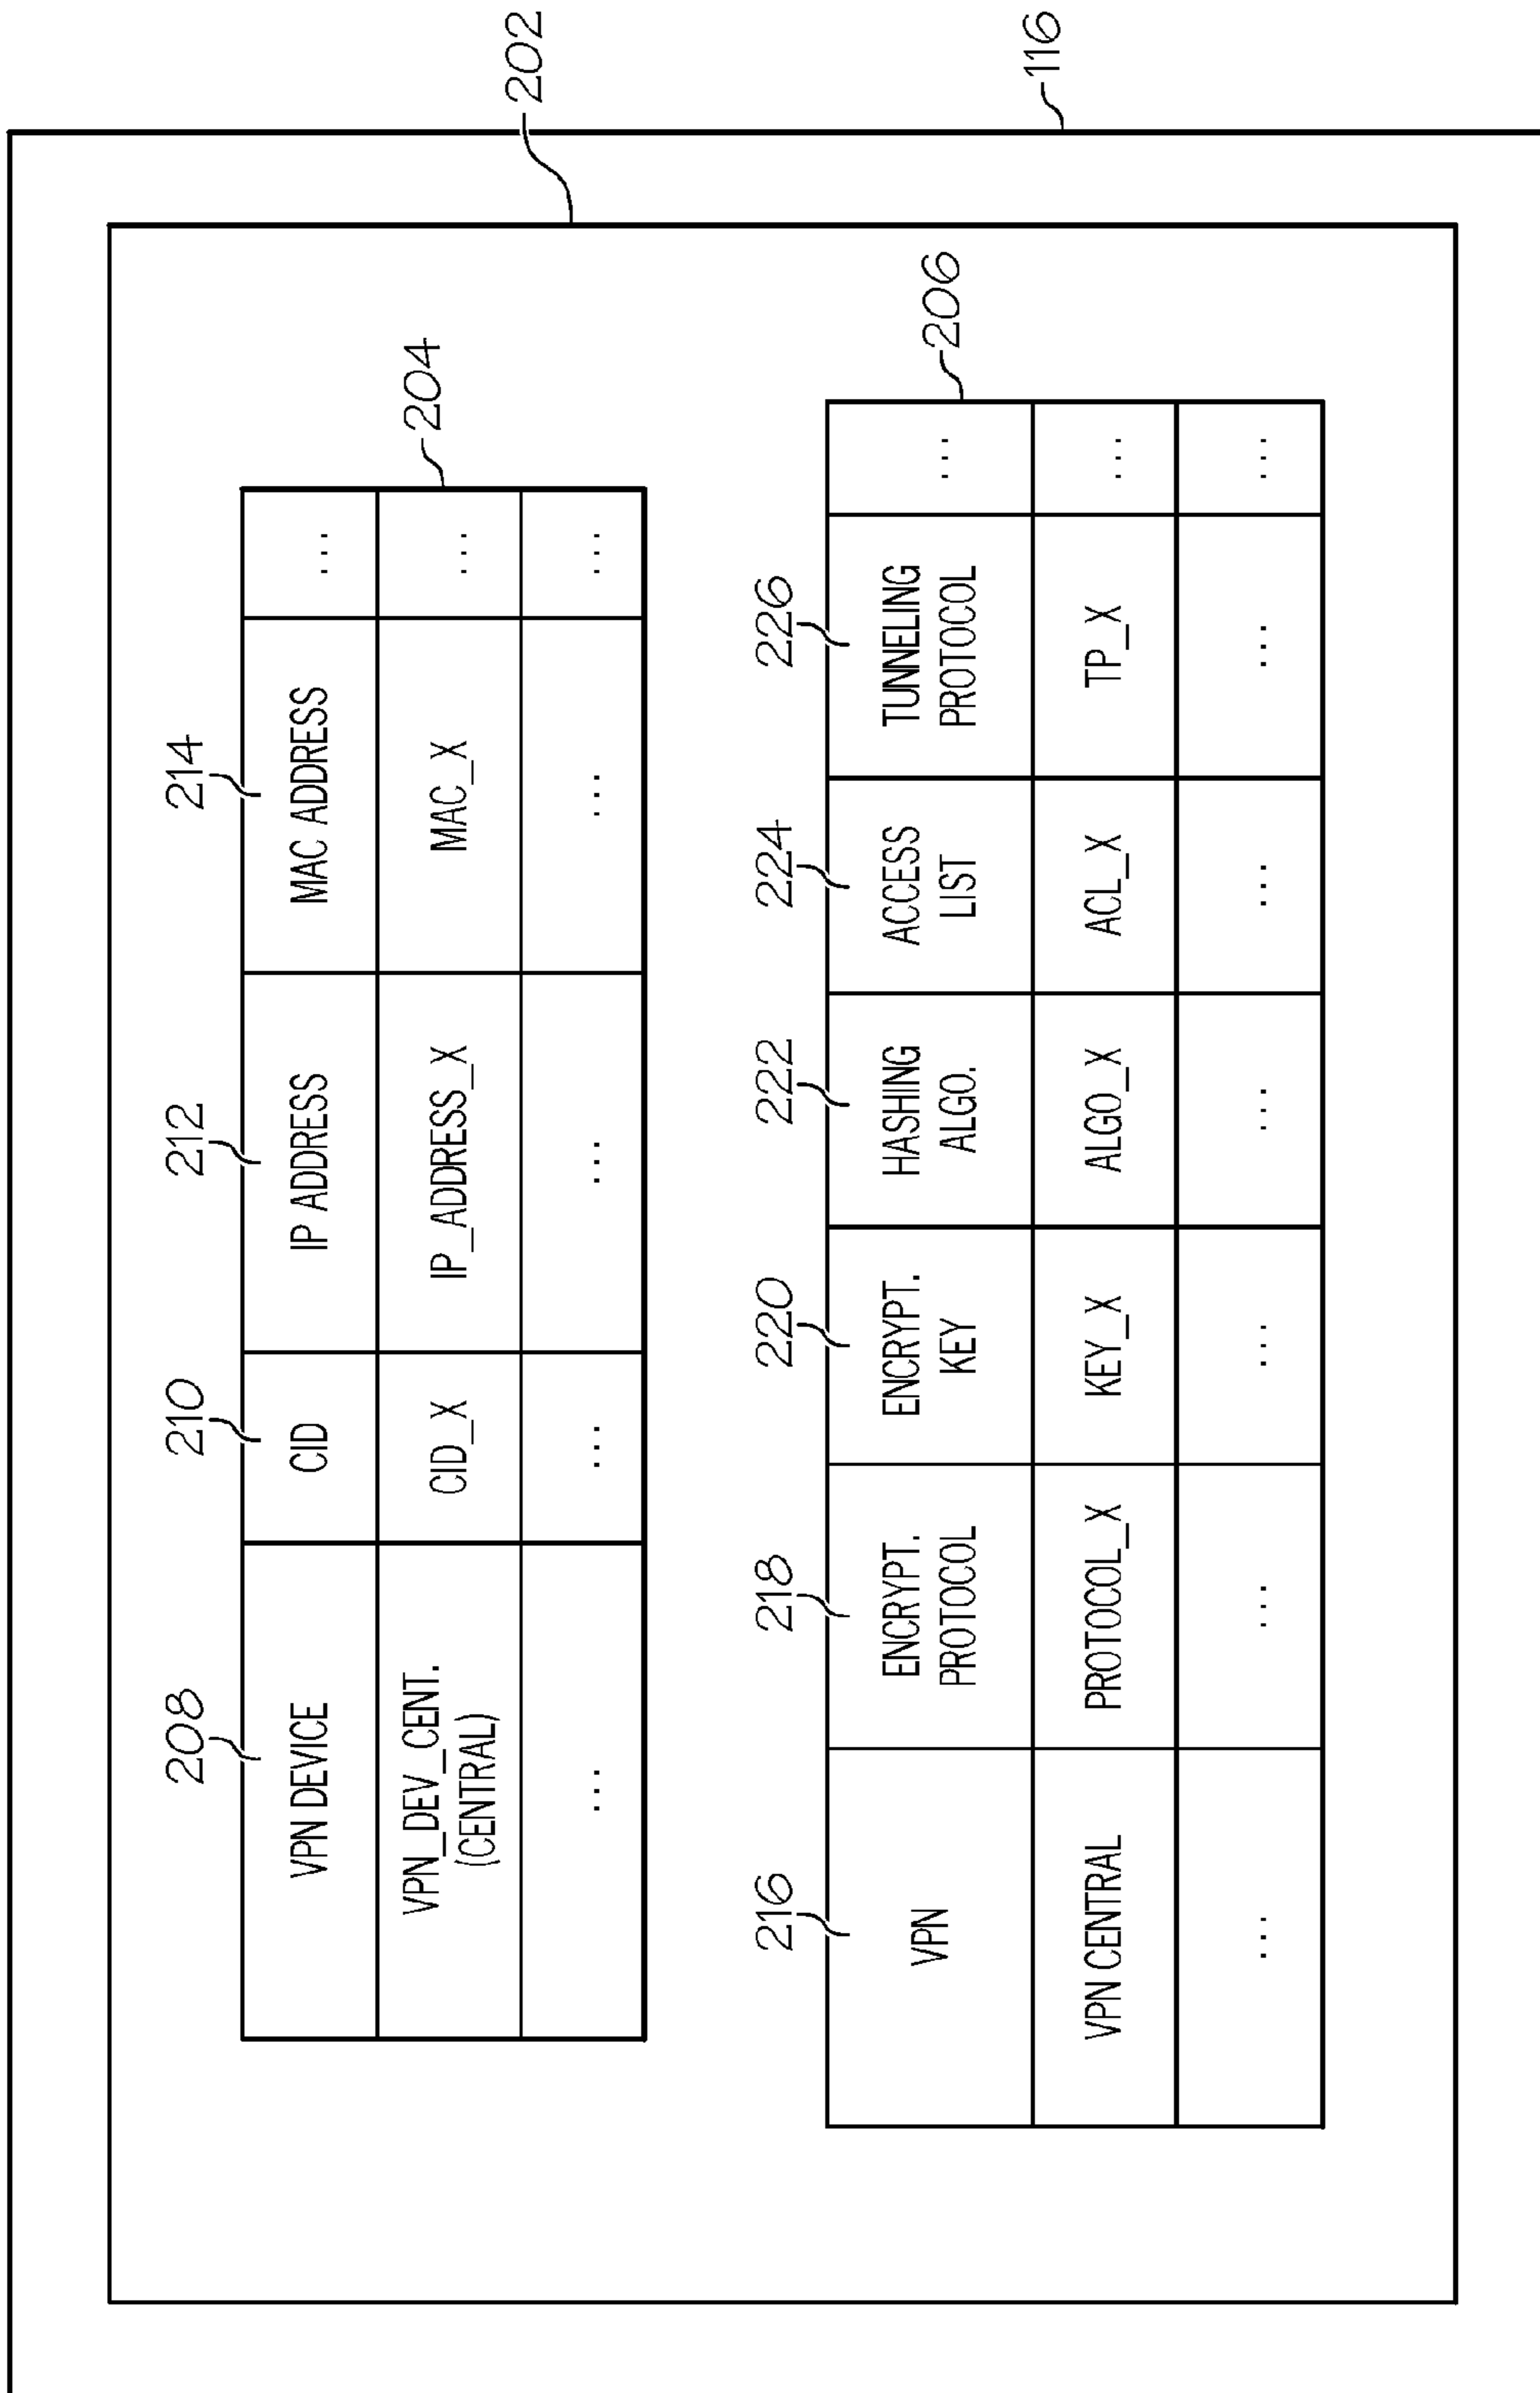 202
116
204
208 210 212 214
VPN DEVICE CID IP ADDRESS MAC ADDRESS ...
VPN_DEV_CENT.
(CENTRAL) CID_X IP_ADDRESS_X MAC_X ...
... ... ... ... ...
206
216 218 220 222 224 226
VPN ENCRYPT. ENCRYPT. HASHING ACCESS TUNNELING ...
PROTOCOL KEY ALGO. LIST PROTOCOL
VPN CENTRAL PROTOCOL_X KEY_X ALGO_X ACL_X TP_X ...
... ... ... ... ... ... ...